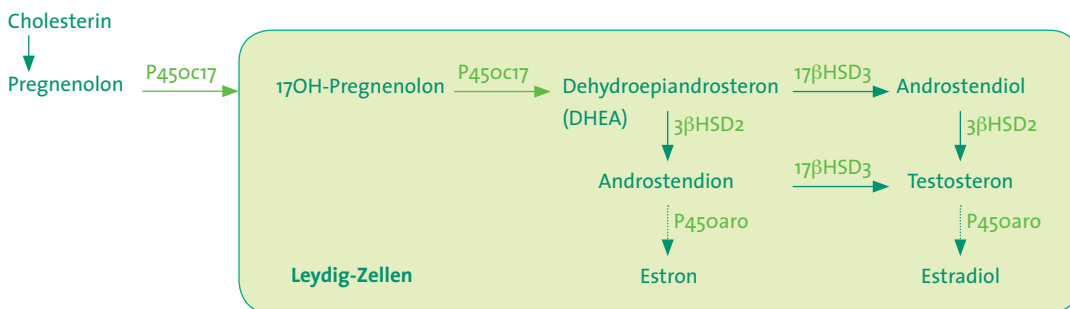 Cholesterin
Pregnenolon
P450c17
17OH-Pregnenolon
P450c17
Dehydroepiandrosteron
(DHEA)
17βHSD3
Androstendiol
3βHSD2
3βHSD2
Androstendion
17βHSD3
Testosteron
P450aro
P450aro
Leydig-Zellen
Estron
Estradiol